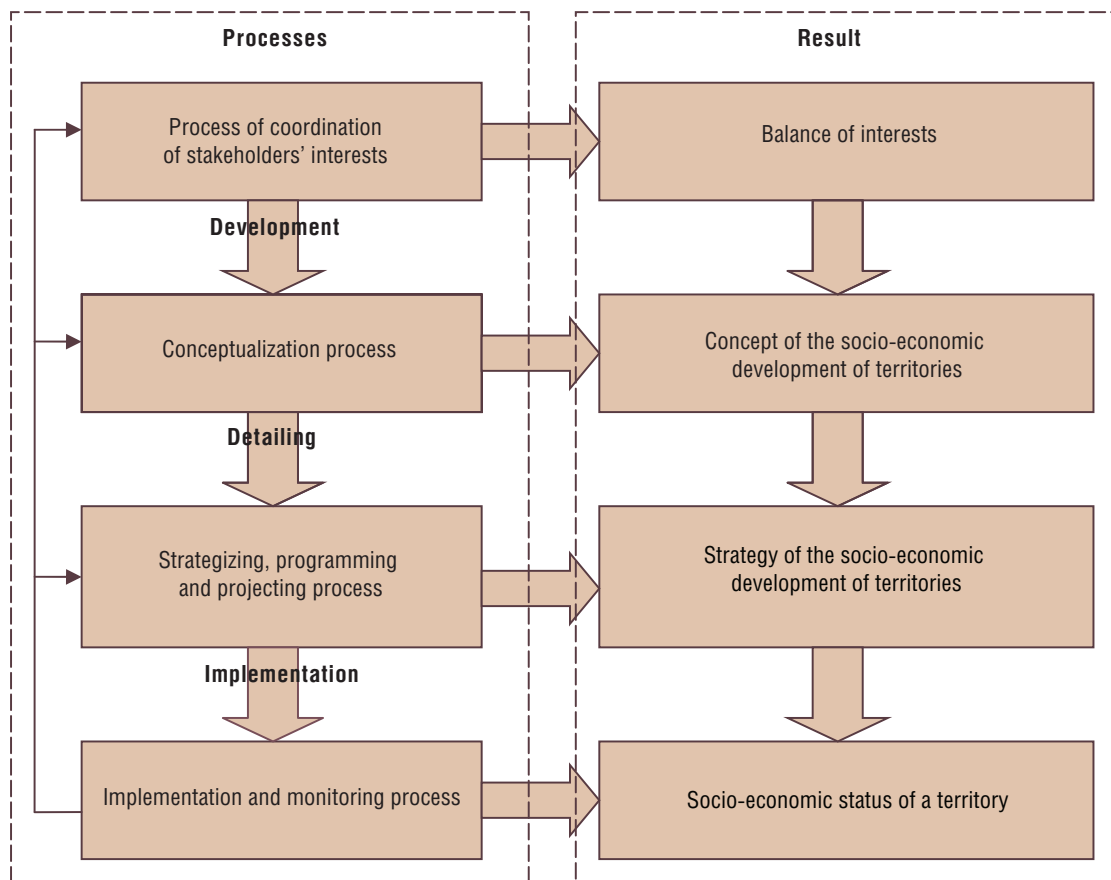 Processes
Result
Process of coordination
of stakeholders’ interests
Balance of interests
Development
Conceptualization process
Concept of the socio-economic
development of territories
Detailing
Strategizing, programming
and projecting process
Strategy of the socio-economic
development of territories
Implementation
Implementation and monitoring process
Socio-economic status of a territory